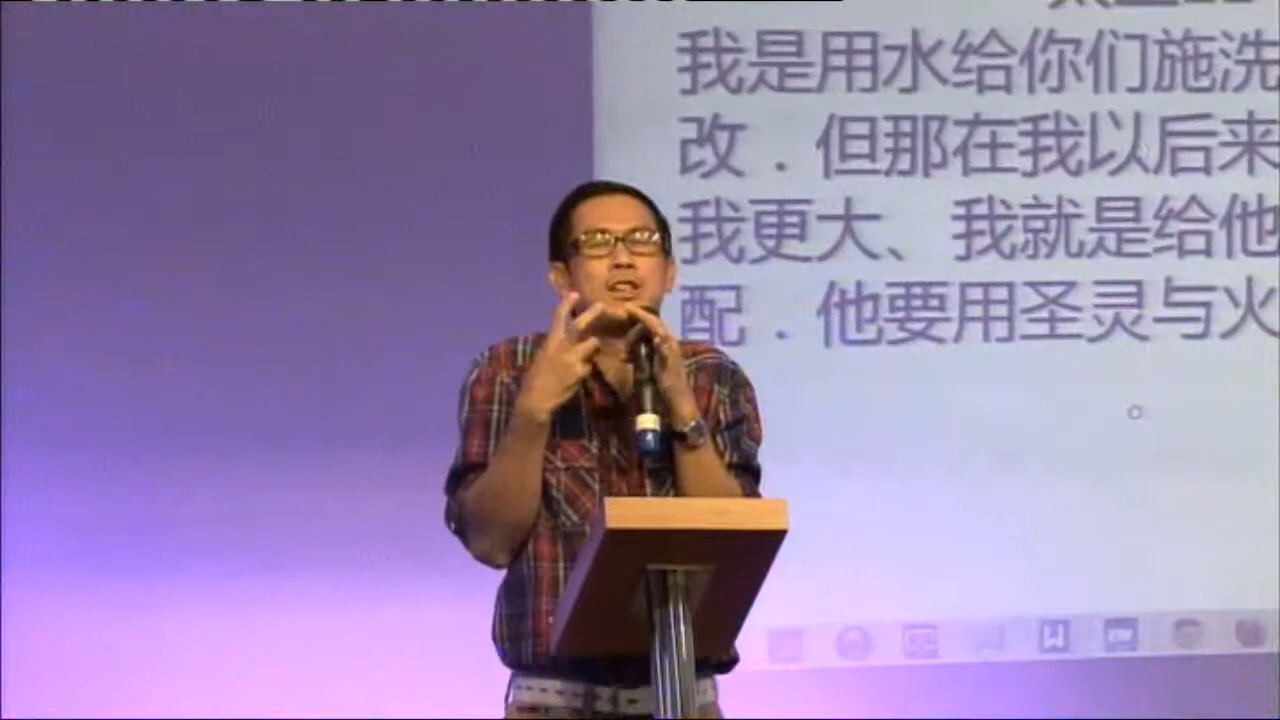 我是用水给你们施洗
改．但那在我以后来
我更大、我就是给他
配．他要用圣灵与火